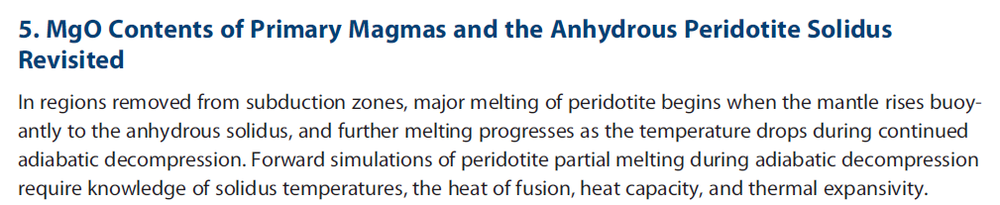 5. MgO Contents of Primary Magmas and the Anhydrous Peridotite Solidus
Revisited
In regions removed from subduction zones, major melting of peridotite begins when the mantle rises buoy-
antly to the anhydrous solidus, and further melting progresses as the temperature drops during continued
adiabatic decompression. Forward simulations of peridotite partial melting during adiabatic decompression
require knowledge of solidus temperatures, the heat of fusion, heat capacity, and thermal expansivity.